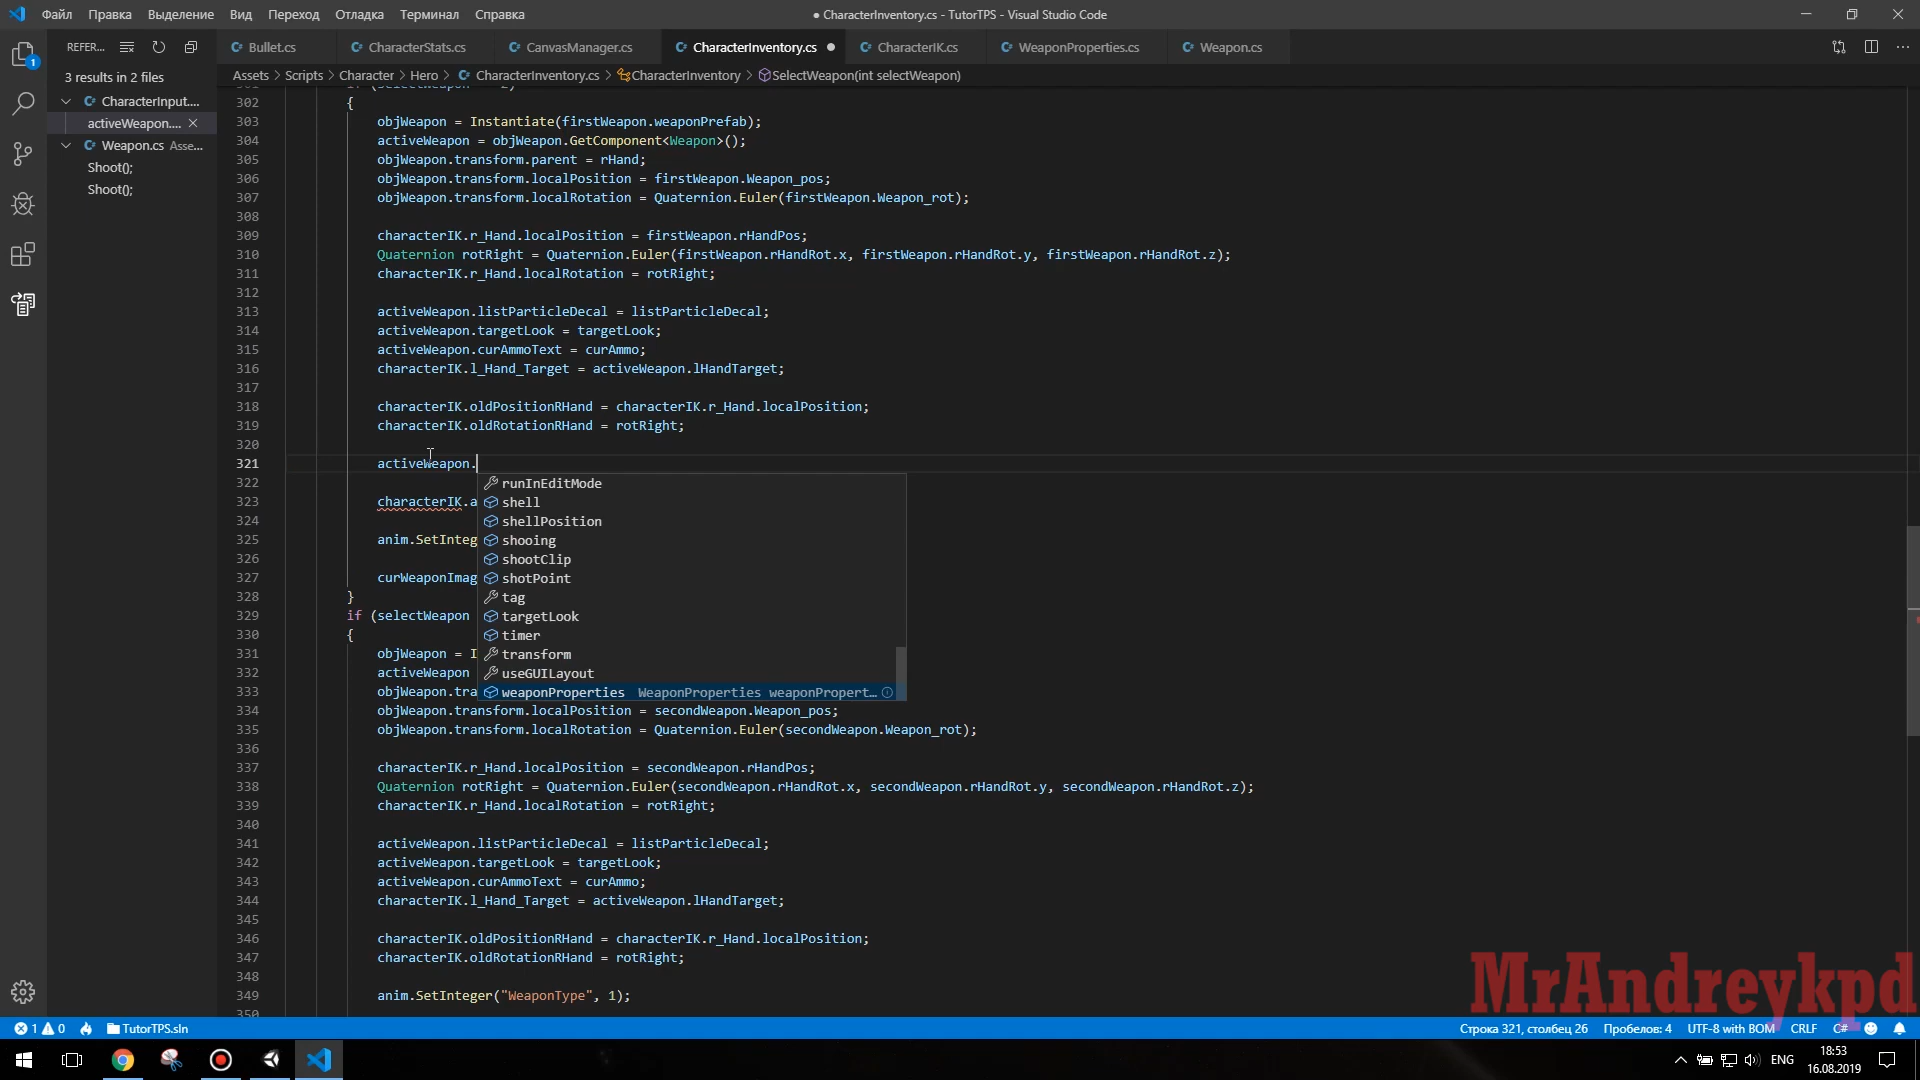 Файл Правка Выделение Вид Переход Отладка Терминал Справка
● CharacterInventory.cs - TutorTPS - Visual Studio Code
REFER...
Bullet.cs CharacterStats.cs CanvasManager.cs CharacterInventory.cs CharacterIK.cs WeaponProperties.cs Weapon.cs
3 results in 2 files
CharacterInput....
activeWeapon....
Weapon.cs Asse...
Shoot();
Shoot();
1
Assets > Scripts > Character > Hero > CharacterInventory.cs > CharacterInventory > SelectWeapon(int selectWeapon)
302 {
303 objWeapon = Instantiate(firstWeapon.weaponPrefab);
304 activeWeapon = objWeapon.GetComponent<Weapon>();
305 objWeapon.transform.parent = rHand;
306 objWeapon.transform.localPosition = firstWeapon.Weapon_pos;
307 objWeapon.transform.localRotation = Quaternion.Euler(firstWeapon.Weapon_rot);
308
309 characterIK.r_Hand.localPosition = firstWeapon.rHandPos;
310 Quaternion rotRight = Quaternion.Euler(firstWeapon.rHandRot.x, firstWeapon.rHandRot.y, firstWeapon.rHandRot.z);
311 characterIK.r_Hand.localRotation = rotRight;
312
313 activeWeapon.listParticleDecal = listParticleDecal;
314 activeWeapon.targetLook = targetLook;
315 activeWeapon.curAmmoText = curAmmo;
316 characterIK.l_Hand_Target = activeWeapon.lHandTarget;
317
318 characterIK.oldPositionRHand = characterIK.r_Hand.localPosition;
319 characterIK.oldRotationRHand = rotRight;
320
321 activeWeapon.
322 runInEditMode
323 characterIK.a shell
324 shellPosition
325 anim.SetInteg shooing
326 shootClip
327 curWeaponImag shotPoint
328 } tag
329 if (selectWeapon targetLook
330 { timer
331 objWeapon = I transform
332 activeWeapon useGUILayout
333 objWeapon.tra weaponProperties WeaponProperties weaponPropert...
334 objWeapon.transform.localPosition = secondWeapon.Weapon_pos;
335 objWeapon.transform.localRotation = Quaternion.Euler(secondWeapon.Weapon_rot);
336
337 characterIK.r_Hand.localPosition = secondWeapon.rHandPos;
338 Quaternion rotRight = Quaternion.Euler(secondWeapon.rHandRot.x, secondWeapon.rHandRot.y, secondWeapon.rHandRot.z);
339 characterIK.r_Hand.localRotation = rotRight;
340
341 activeWeapon.listParticleDecal = listParticleDecal;
342 activeWeapon.targetLook = targetLook;
343 activeWeapon.curAmmoText = curAmmo;
344 characterIK.l_Hand_Target = activeWeapon.lHandTarget;
345
346 characterIK.oldPositionRHand = characterIK.r_Hand.localPosition;
347 characterIK.oldRotationRHand = rotRight;
348
349 anim.SetInteger("WeaponType", 1);
350
MrAndreykpd
1 0 TutorTPS.sln
Строка 321, столбец 26 Пробелов: 4 UTF-8 with BOM CRLF C#
ENG
18:53
16.08.2019